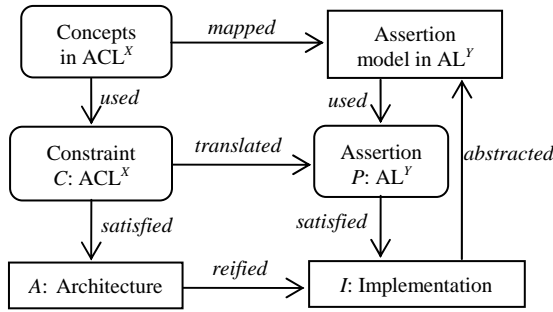 Concepts
in ACL^X
mapped
Assertion
model in AL^Y
used
used
Constraint
C: ACL^X
translated
Assertion
P: AL^Y
abstracted
satisfied
satisfied
A: Architecture
reified
I: Implementation